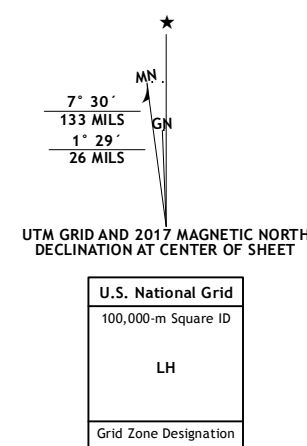 ★
MN
GN
7° 30´
133 MILS
1° 29´
26 MILS
UTM GRID AND 2017 MAGNETIC NORTH
DECLINATION AT CENTER OF SHEET
U.S. National Grid
100,000-m Square ID
LH
Grid Zone Designation